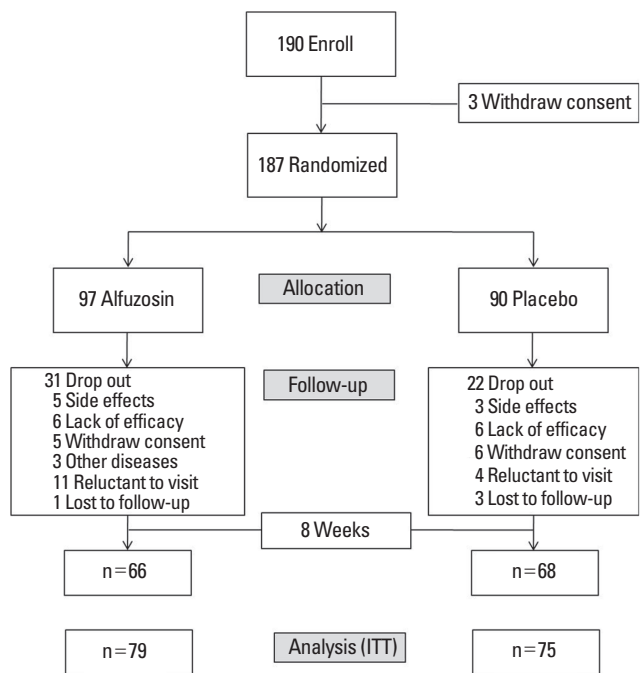 190 Enroll
3 Withdraw consent
187 Randomized
97 Alfuzosin
Allocation
90 Placebo
31 Drop out
5 Side effects
6 Lack of efficacy
5 Withdraw consent
3 Other diseases
11 Reluctant to visit
1 Lost to follow-up
Follow-up
22 Drop out
3 Side effects
6 Lack of efficacy
6 Withdraw consent
4 Reluctant to visit
3 Lost to follow-up
8 Weeks
n=66
n=68
n=79
Analysis (ITT)
n=75